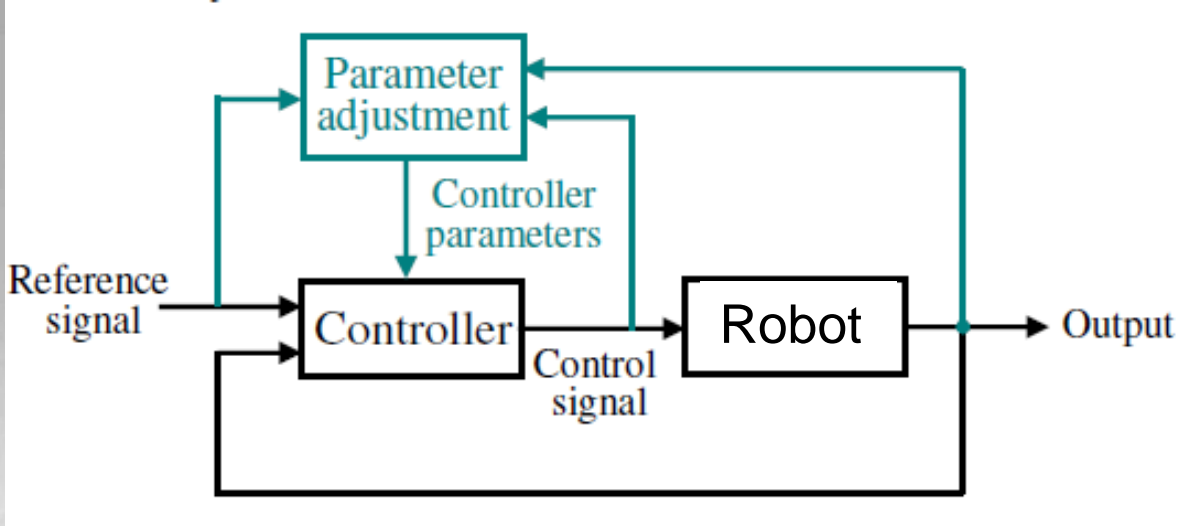 Parameter
adjustment
Controller
parameters
Reference
signal
Controller
Robot
Output
Control
signal